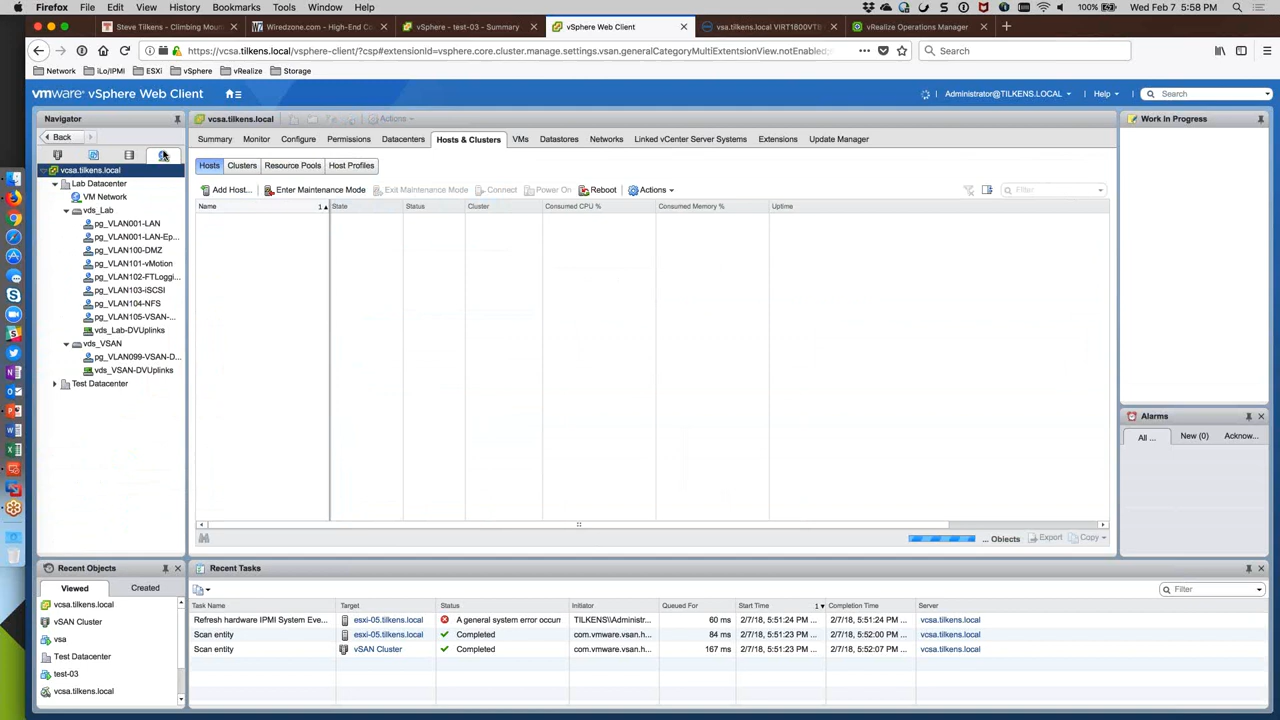 Firefox File Edit View History Bookmarks Tools Window Help 100% Wed Feb 7 5:58 PM
Steve Tilkens – Climbing Mount × Wiredzone.com - High-End Co × vSphere - test-03 - Summary × vSphere Web Client × vsa.tilkens.local VIRT1800VT × vRealize Operations Manager × +
https://vcsa.tilkens.local/vsphere-client/?csp#extensionId=vsphere.core.cluster.manage.settings.vsan.generalCategoryMultiExtentsionView.notEnabled; Search
Network iLo/IPMI ESXi vSphere vRealize Storage
vmware® vSphere Web Client Administrator@TILKENS.LOCAL Help Search
Navigator vcsa.tilkens.local Actions Work In Progress
Back Summary Monitor Configure Permissions Datacenters Hosts & Clusters VMs Datastores Networks Linked vCenter Server Systems Extensions Update Manager
Hosts Clusters Resource Pools Host Profiles
Add Host... Enter Maintenance Mode Exit Maintenance Mode Connect Power On Reboot Actions Filter
Name 1 State Status Cluster Consumed CPU % Consumed Memory % Uptime
vcsa.tilkens.local
Lab Datacenter
VM Network
vds_Lab
pg_VLAN001-LAN
pg_VLAN001-LAN-Ep...
pg_VLAN100-DMZ
pg_VLAN101-vMotion
pg_VLAN102-FTLoggi...
pg_VLAN103-iSCSI
pg_VLAN104-NFS
pg_VLAN105-VSAN-...
vds_Lab-DVUplinks
vds_VSAN
pg_VLAN099-VSAN-D...
vds_VSAN-DVUplinks
Test Datacenter
... Objects Export Copy
Alarms
All ... New (0) Acknow...
Recent Objects
Viewed Created
vcsa.tilkens.local
vSAN Cluster
vsa
Test Datacenter
test-03
vcsa.tilkens.local
Recent Tasks
Filter
Task Name Target Status Initiator Queued For Start Time 1 Completion Time Server
Refresh hardware IPMI System Eve... esxi-05.tilkens.local A general system error occurr TILKENS\\Administr... 60 ms 2/7/18, 5:51:24 PM ... 2/7/18, 5:51:24 PM ... vcsa.tilkens.local
Scan entity esxi-05.tilkens.local Completed com.vmware.vsan.h... 84 ms 2/7/18, 5:51:23 PM ... 2/7/18, 5:52:00 PM ... vcsa.tilkens.local
Scan entity vSAN Cluster Completed com.vmware.vsan.h... 167 ms 2/7/18, 5:51:23 PM ... 2/7/18, 5:52:07 PM ... vcsa.tilkens.local